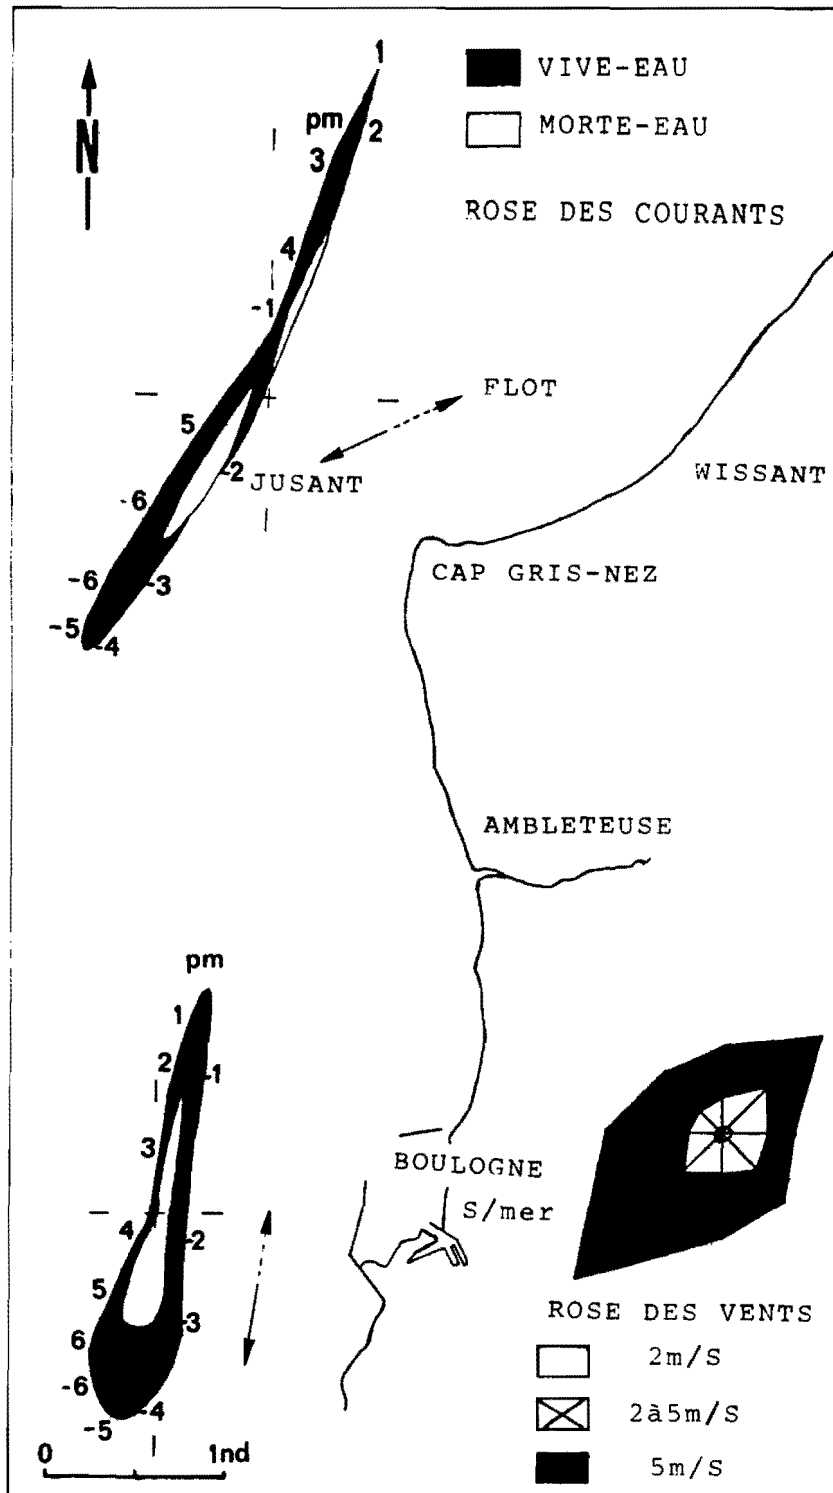 VIVE-EAU
MORTE-EAU
ROSE DES COURANTS
N
1
pm
2
3
4
-1
FLOT
5
-2
JUSANT
WISSANT
-6
-6
-3
-5
-4
CAP GRIS-NEZ
AMBLETEUSE
pm
1
2
-1
3
BOULOGNE
S/mer
4
-2
5
-3
6
-6
-4
-5
0
1nd
ROSE DES VENTS
2m/S
2à5m/S
5m/S